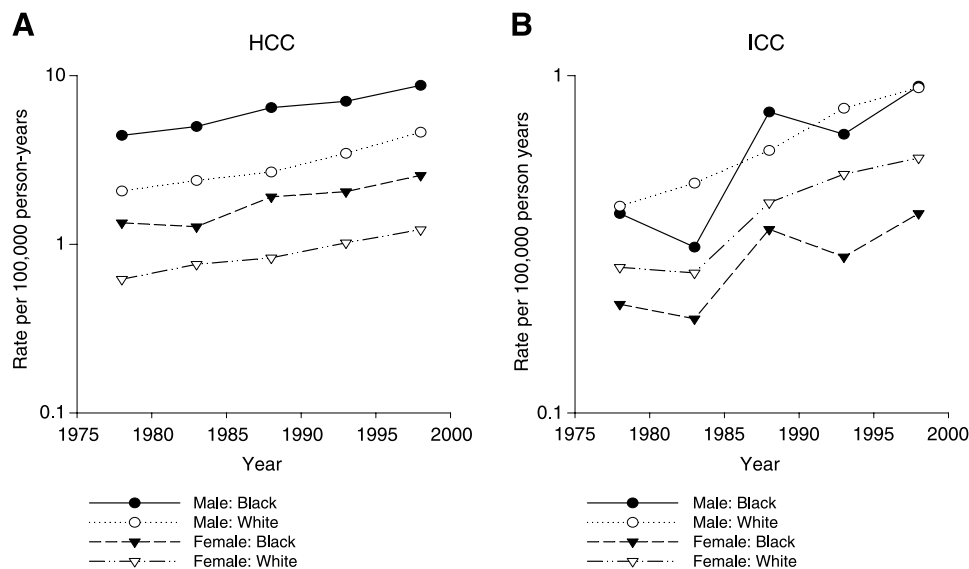 A
HCC
Rate per 100,000 person-years
10
1
0.1
1975 1980 1985 1990 1995 2000
Year
Male: Black
Male: White
Female: Black
Female: White
B
ICC
Rate per 100,000 person years
1
0.1
1975 1980 1985 1990 1995 2000
Year
Male: Black
Male: White
Female: Black
Female: White